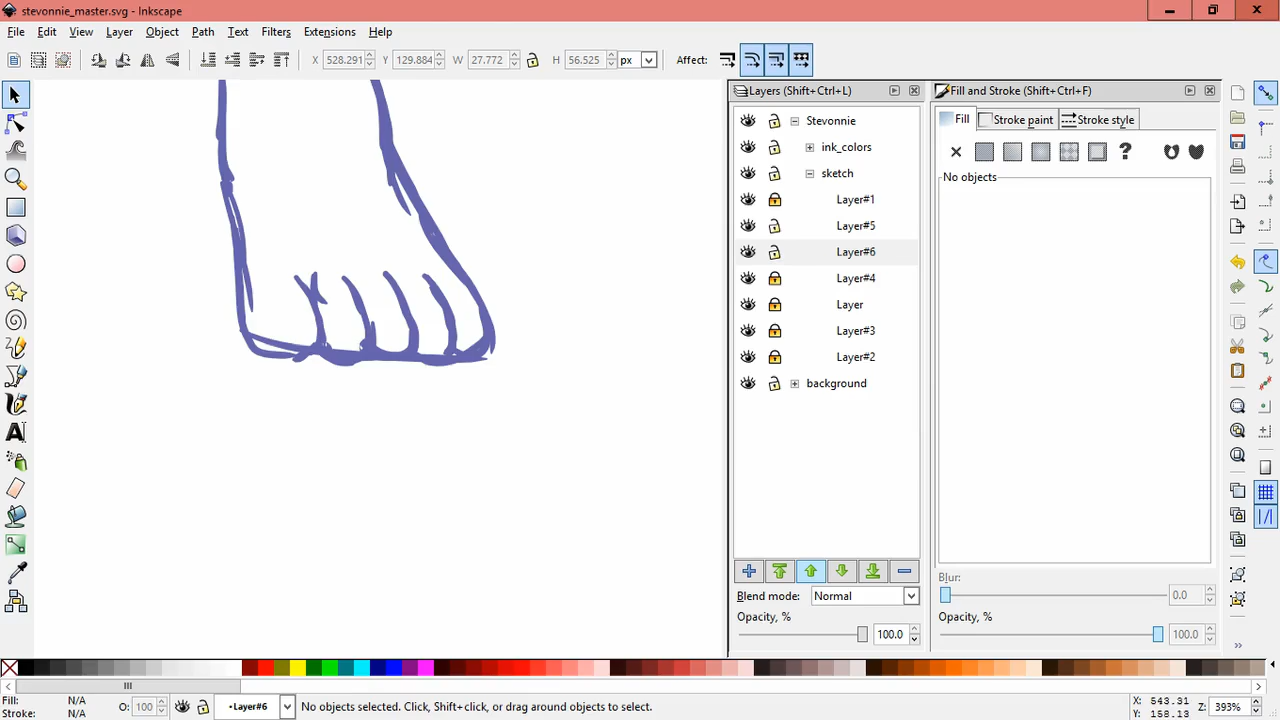 stevonnie_master.svg - Inkscape
File Edit View Layer Object Path Filters Text Extensions Help
X 528.291 Y 129.884 W 27.772 H 56.525 px Affect:
Layers (Shift+Ctrl+L)
Stevonnie
ink_colors
sketch
Layer#1
Layer#5
Layer#6
Layer#4
Layer
Layer#3
Layer#2
background
Blend mode: Normal
Opacity, %
100.0
Fill and Stroke (Shift+Ctrl+F)
Fill Stroke paint Stroke style
No objects
Blur:
0.0
Opacity, %
100.0
Fill: N/A
Stroke: N/A
O: 100
•Layer#6
No objects selected. Click, Shift+click, or drag around objects to select.
X: 543.31
Y: 158.13
Z: 393%